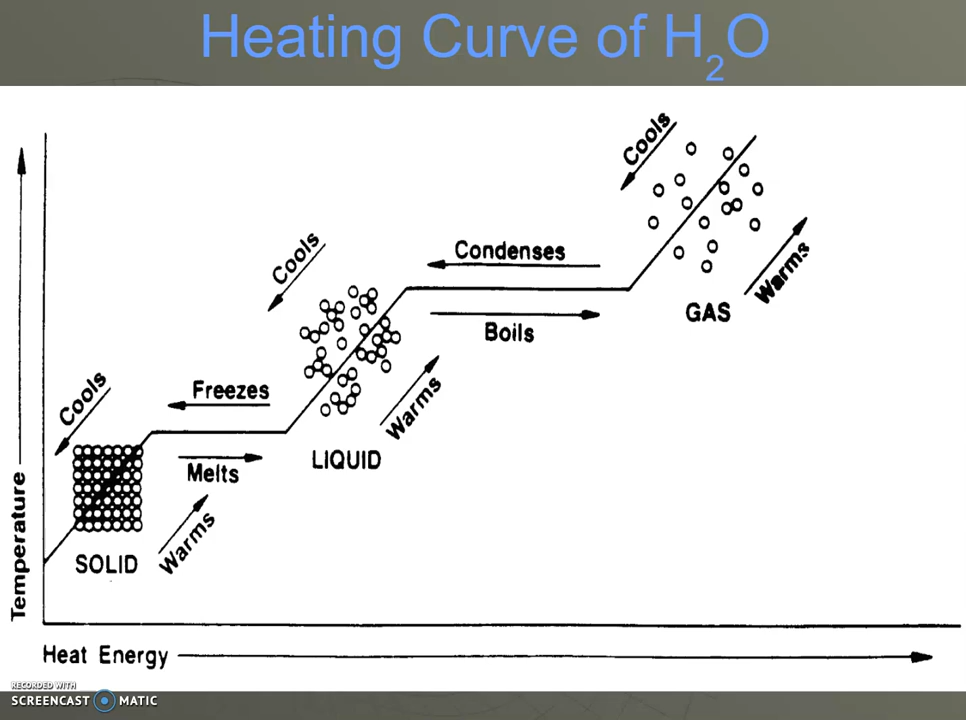 Heating Curve of H₂O
Cools
Condenses
Cools
Warms
GAS
Boils
Freezes
Cools
Warms
LIQUID
Melts
Warms
SOLID
Temperature
Heat Energy
RECORDED WITH
SCREENCAST MATIC